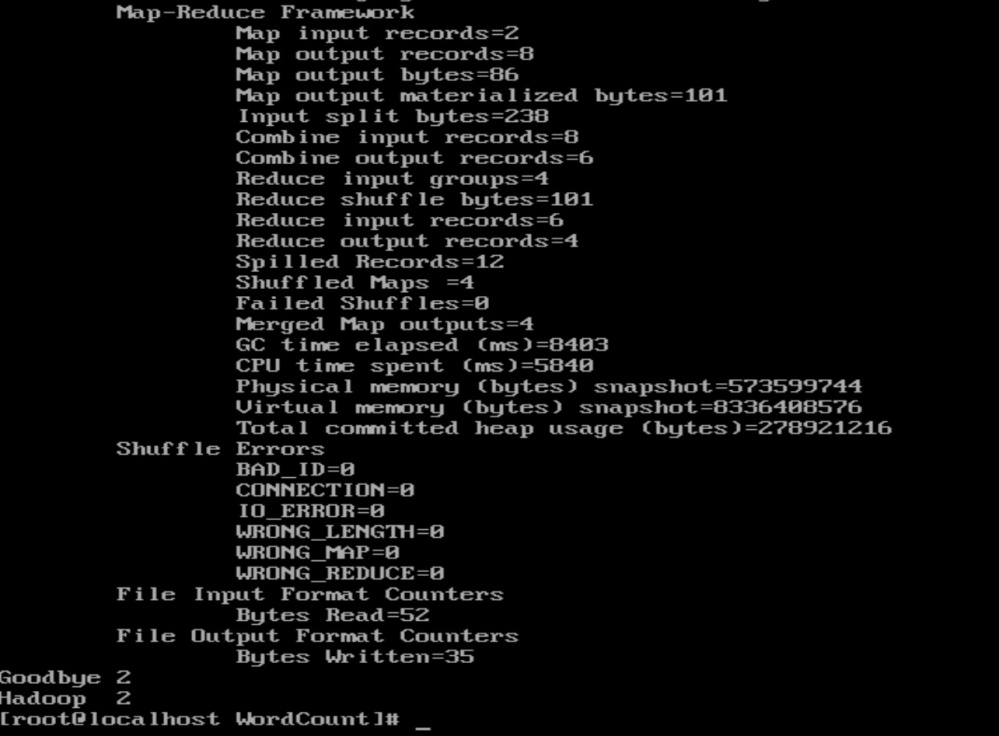 Map-Reduce Framework
Map input records=2
Map output records=8
Map output bytes=86
Map output materialized bytes=101
Input split bytes=238
Combine input records=8
Combine output records=6
Reduce input groups=4
Reduce shuffle bytes=101
Reduce input records=6
Reduce output records=4
Spilled Records=12
Shuffled Maps =4
Failed Shuffles=0
Merged Map outputs=4
GC time elapsed (ms)=8403
CPU time spent (ms)=5840
Physical memory (bytes) snapshot=573599744
Virtual memory (bytes) snapshot=8336408576
Total committed heap usage (bytes)=278921216
Shuffle Errors
BAD_ID=0
CONNECTION=0
IO_ERROR=0
WRONG_LENGTH=0
WRONG_MAP=0
WRONG_REDUCE=0
File Input Format Counters
Bytes Read=52
File Output Format Counters
Bytes Written=35
Goodbye 2
Hadoop  2
[root@localhost WordCount]# _